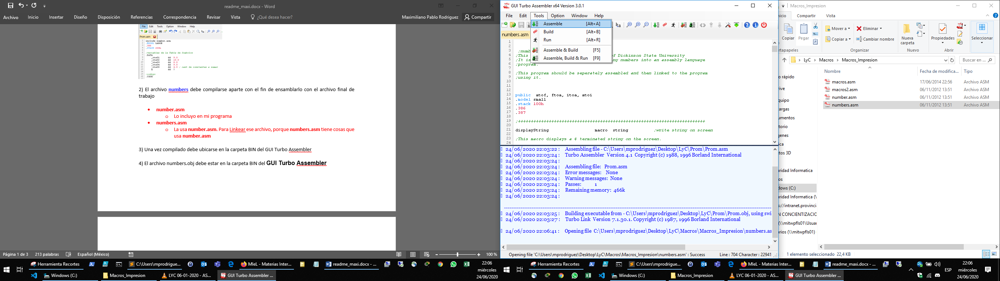 readme_maxi.docx - Word
Archivo Inicio Insertar Diseño Disposición Referencias Correspondencia Revisar Vista ¿Qué desea hacer? Maximiliano Pablo Rodriguez Compartir
File Edit Tools Option Window Help
Prom.asm
include number.asm
.MODEL LARGE
.386
.STACK 200h
;variables de la Tabla de Simbolos
.DATA
_cte01 dd 9.0
_cte02 dd 10.0
_cte03 dd 8.0
_cte04 dd 9.0
_cte05 dd 4.0 ; cant de constantes a sumar
a dd ?
;codigo
.CODE
2) El archivo numbers debe compilarse aparte con el fin de ensamblarlo con el archivo final de
trabajo
• number.asm
o Lo incluyo en mi programa
• numbers.asm
o La usa number.asm. Para Linkear ese archivo, porque numbers.asm tiene cosas que
usa number.asm
3) Una vez compilado debe ubicarse en la carpeta BIN del GUI Turbo Assembler
4) El archivo numbers.obj debe estar en la carpeta BIN del GUI Turbo Assembler
Página 1 de 3 213 palabras Español (México) 100 %
GUI Turbo Assembler x64 Version 3.0.1
File Edit Tools Option Window Help
Assemble [Alt+A]
Build [Alt+B]
Run [Alt+R]
Assemble & Build [F5]
Assemble, Build & Run [F9]
numbers.asm
1
2
3 ;numb
4 ;This of Dickinson State University
5 ;It is ng numbers into an assembly language
6 ;program.
7
8 ;This program should be seperately assembled and then linked to the program
9 ;using it.
10
11
12
13 public atof, ftoa, itoa, atoi
14 .model small
15 .stack 100h
16 .386
17 .387
18
19 ;++++++++++++++++++++++++++++++++++++++++++++++++++++++++++++++++++++++++
20
21 displayString macro string ;write string on screen
22
23 ;This macro displays a $ terminated string on the screen.
24
24/06/2020 22:03:22 : Assembling file - C:\Users\mprodriguez\Desktop\LyC\Prom\Prom.asm
24/06/2020 22:03:24 : Turbo Assembler Version 4.1 Copyright (c) 1988, 1996 Borland International
24/06/2020 22:03:24 :
24/06/2020 22:03:24 : Assembling file: Prom.asm
24/06/2020 22:03:24 : Error messages: None
24/06/2020 22:03:24 : Warning messages: None
24/06/2020 22:03:24 : Passes: 1
24/06/2020 22:03:24 : Remaining memory: 466k
24/06/2020 22:03:24 :
24/06/2020 22:03:25 : Building executable from - C:\Users\mprodriguez\Desktop\LyC\Prom\Prom.obj, using swi
24/06/2020 22:03:27 : Turbo Link Version 7.1.30.1. Copyright (c) 1987, 1996 Borland International
24/06/2020 22:06:41 : Opening file C:\Users\mprodriguez\Desktop\LyC\Macros\Macros_Impresion\numbers.as
Opening file 'C:\Users\mprodriguez\Desktop\LyC\Macros\Macros_Impresion\numbers.asm' : Success Line : 704 Character : 22941
Macros_Impresion
nicio Compartir Vista
Copiar Pegar Mover a Copiar a Eliminar Cambiar nombre Nueva carpeta Propiedades Seleccionar
rtapapeles Organizar Nuevo Abrir
LyC > Macros > Macros_Impresion Buscar en ...
Nombre Fecha de modifica... Tipo
macros.asm 17/06/2014 22:56 Archivo ASM
macros2.asm 06/11/2012 13:51 Archivo ASM
number.asm 06/11/2012 13:51 Archivo ASM
numbers.asm 06/11/2012 13:51 Archivo ASM
o rápido
rive
quipo
argas
umentos
torio
genes
ica
tos 3D
uridad Informatica
os
dows (C:)
uridad Informatica (\
s://intranet.provinci
N CONCIENTIZACIO
(\\mitwpfls01\Usuar
arios (\\mitwpfls01)
1 elemento seleccionado 22,4 KB
Herramienta Recortes C:\Users\mprodrigue... MIeL - Materias Inter... readme_maxi.docx - ...
Windows (C:) Macros_Impresion LYC 06-01-2020 - AS... GUI Turbo Assembler ...
22:06
miércoles
24/06/2020
Herramienta Recortes C:\Users\mprodrigue... MIeL - Materias Inter... readme_maxi.docx - ...
Windows (C:) Macros_Impresion LYC 06-01-2020 - AS... GUI Turbo Assembler ...
ESP
22:06
miércoles
24/06/2020